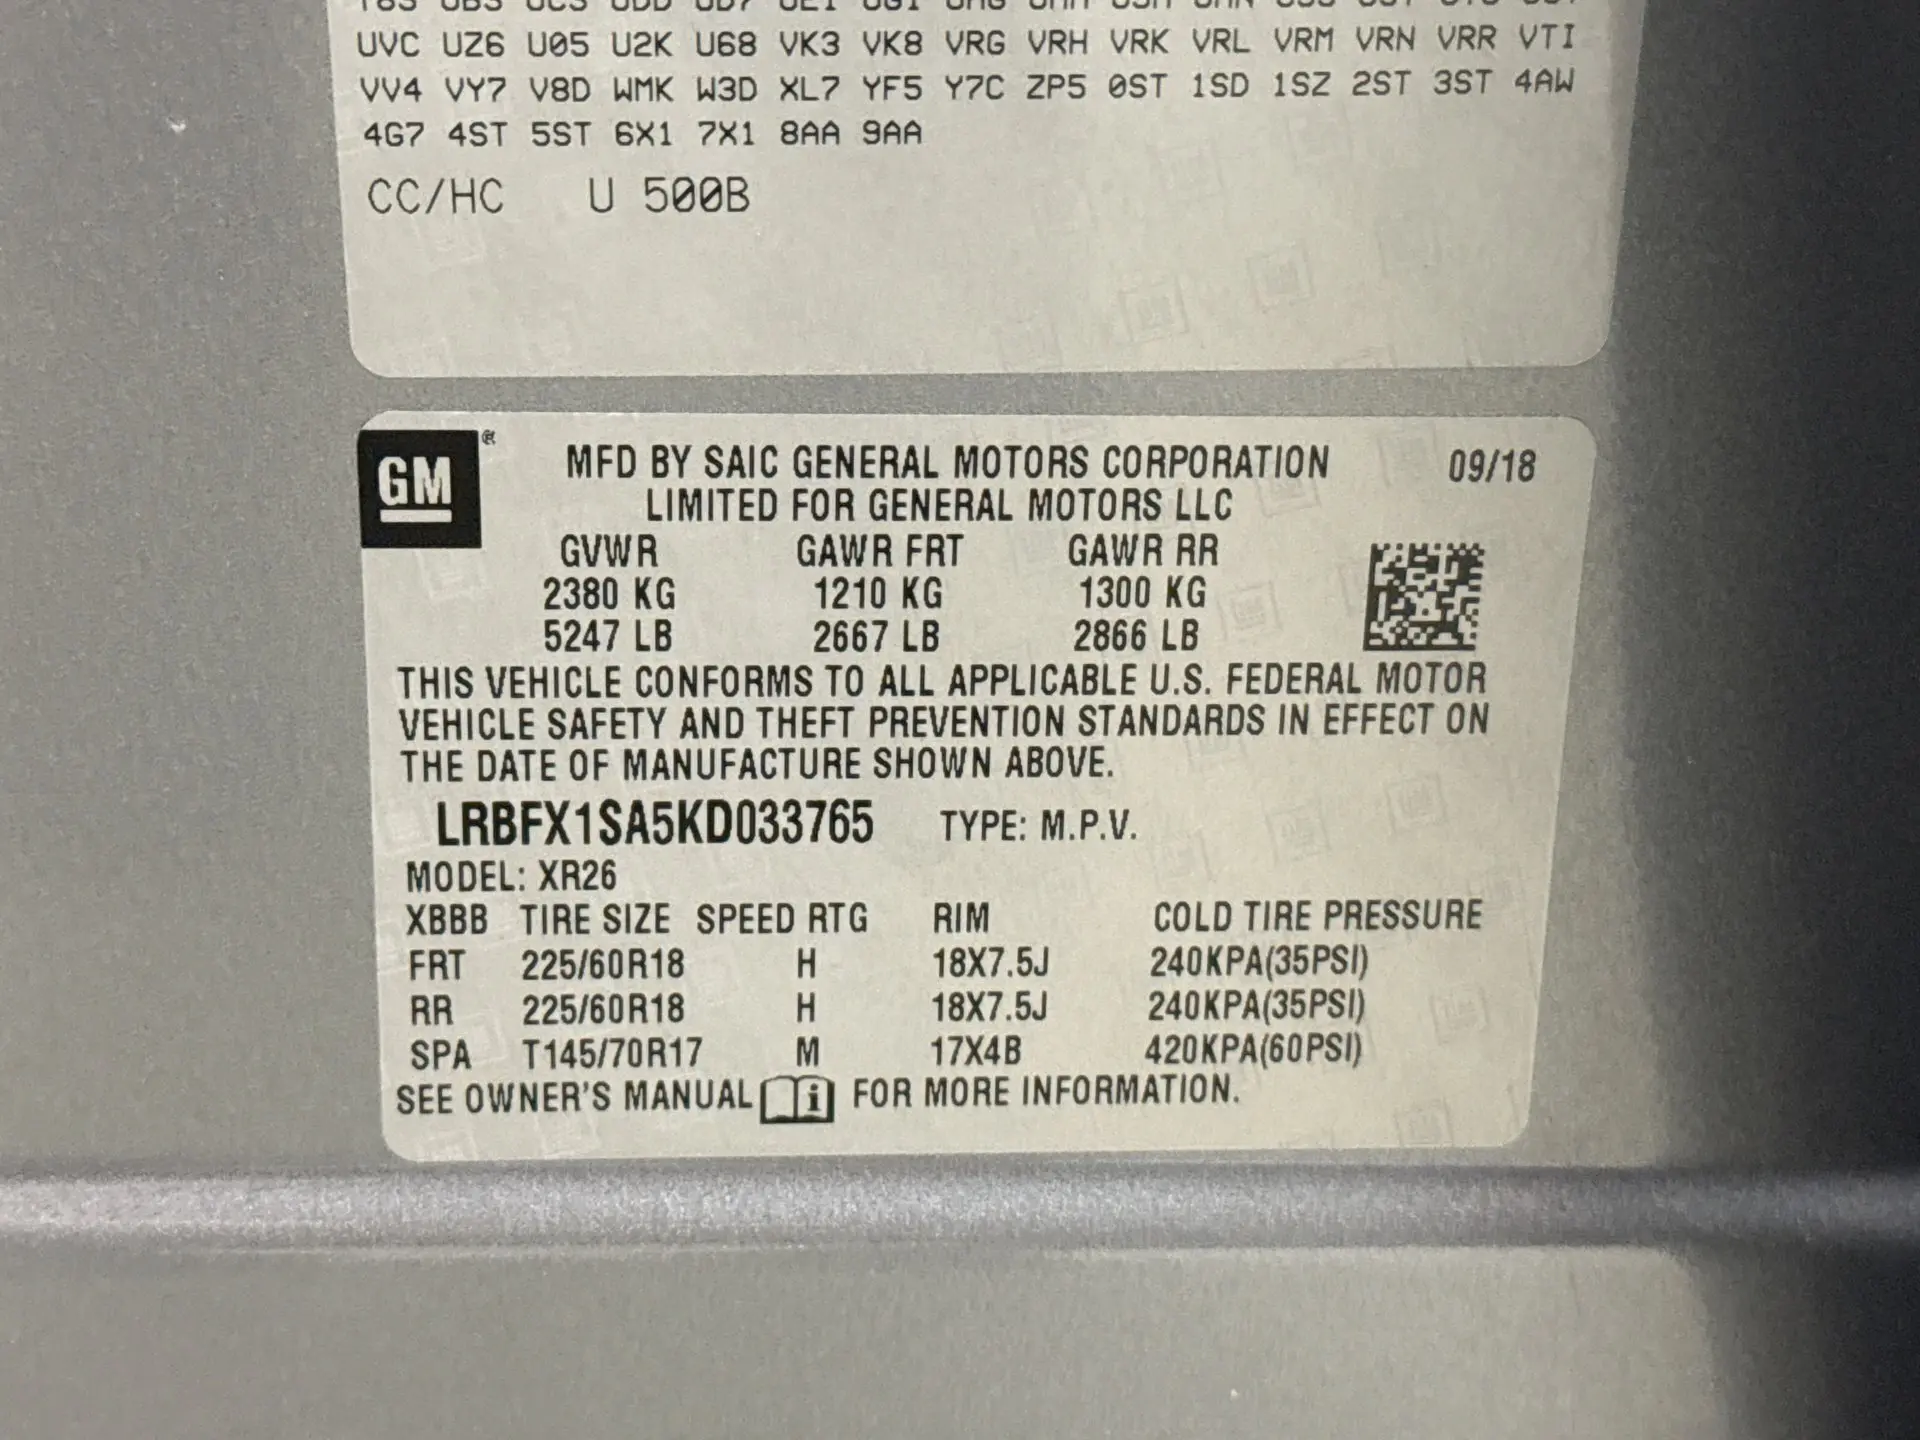 UVC UZ6 U05 U2K U68 VK3 VK8 VRG VRH VRK VRL VRM VRN VRR VTI
VV4 VY7 V8D WMK W3D XL7 YF5 Y7C ZP5 0ST 1SD 1SZ 2ST 3ST 4AW
4G7 4ST 5ST 6X1 7X1 8AA 9AA
CC/HC U 500B
GM®
MFD BY SAIC GENERAL MOTORS CORPORATION 09/18
LIMITED FOR GENERAL MOTORS LLC
GVWR GAWR FRT GAWR RR
2380 KG 1210 KG 1300 KG
5247 LB 2667 LB 2866 LB
THIS VEHICLE CONFORMS TO ALL APPLICABLE U.S. FEDERAL MOTOR
VEHICLE SAFETY AND THEFT PREVENTION STANDARDS IN EFFECT ON
THE DATE OF MANUFACTURE SHOWN ABOVE.
LRBFX1SA5KD033765 TYPE: M.P.V.
MODEL: XR26
XBBB TIRE SIZE SPEED RTG RIM COLD TIRE PRESSURE
FRT 225/60R18 H 18X7.5J 240KPA(35PSI)
RR 225/60R18 H 18X7.5J 240KPA(35PSI)
SPA T145/70R17 M 17X4B 420KPA(60PSI)
SEE OWNER'S MANUAL i FOR MORE INFORMATION.